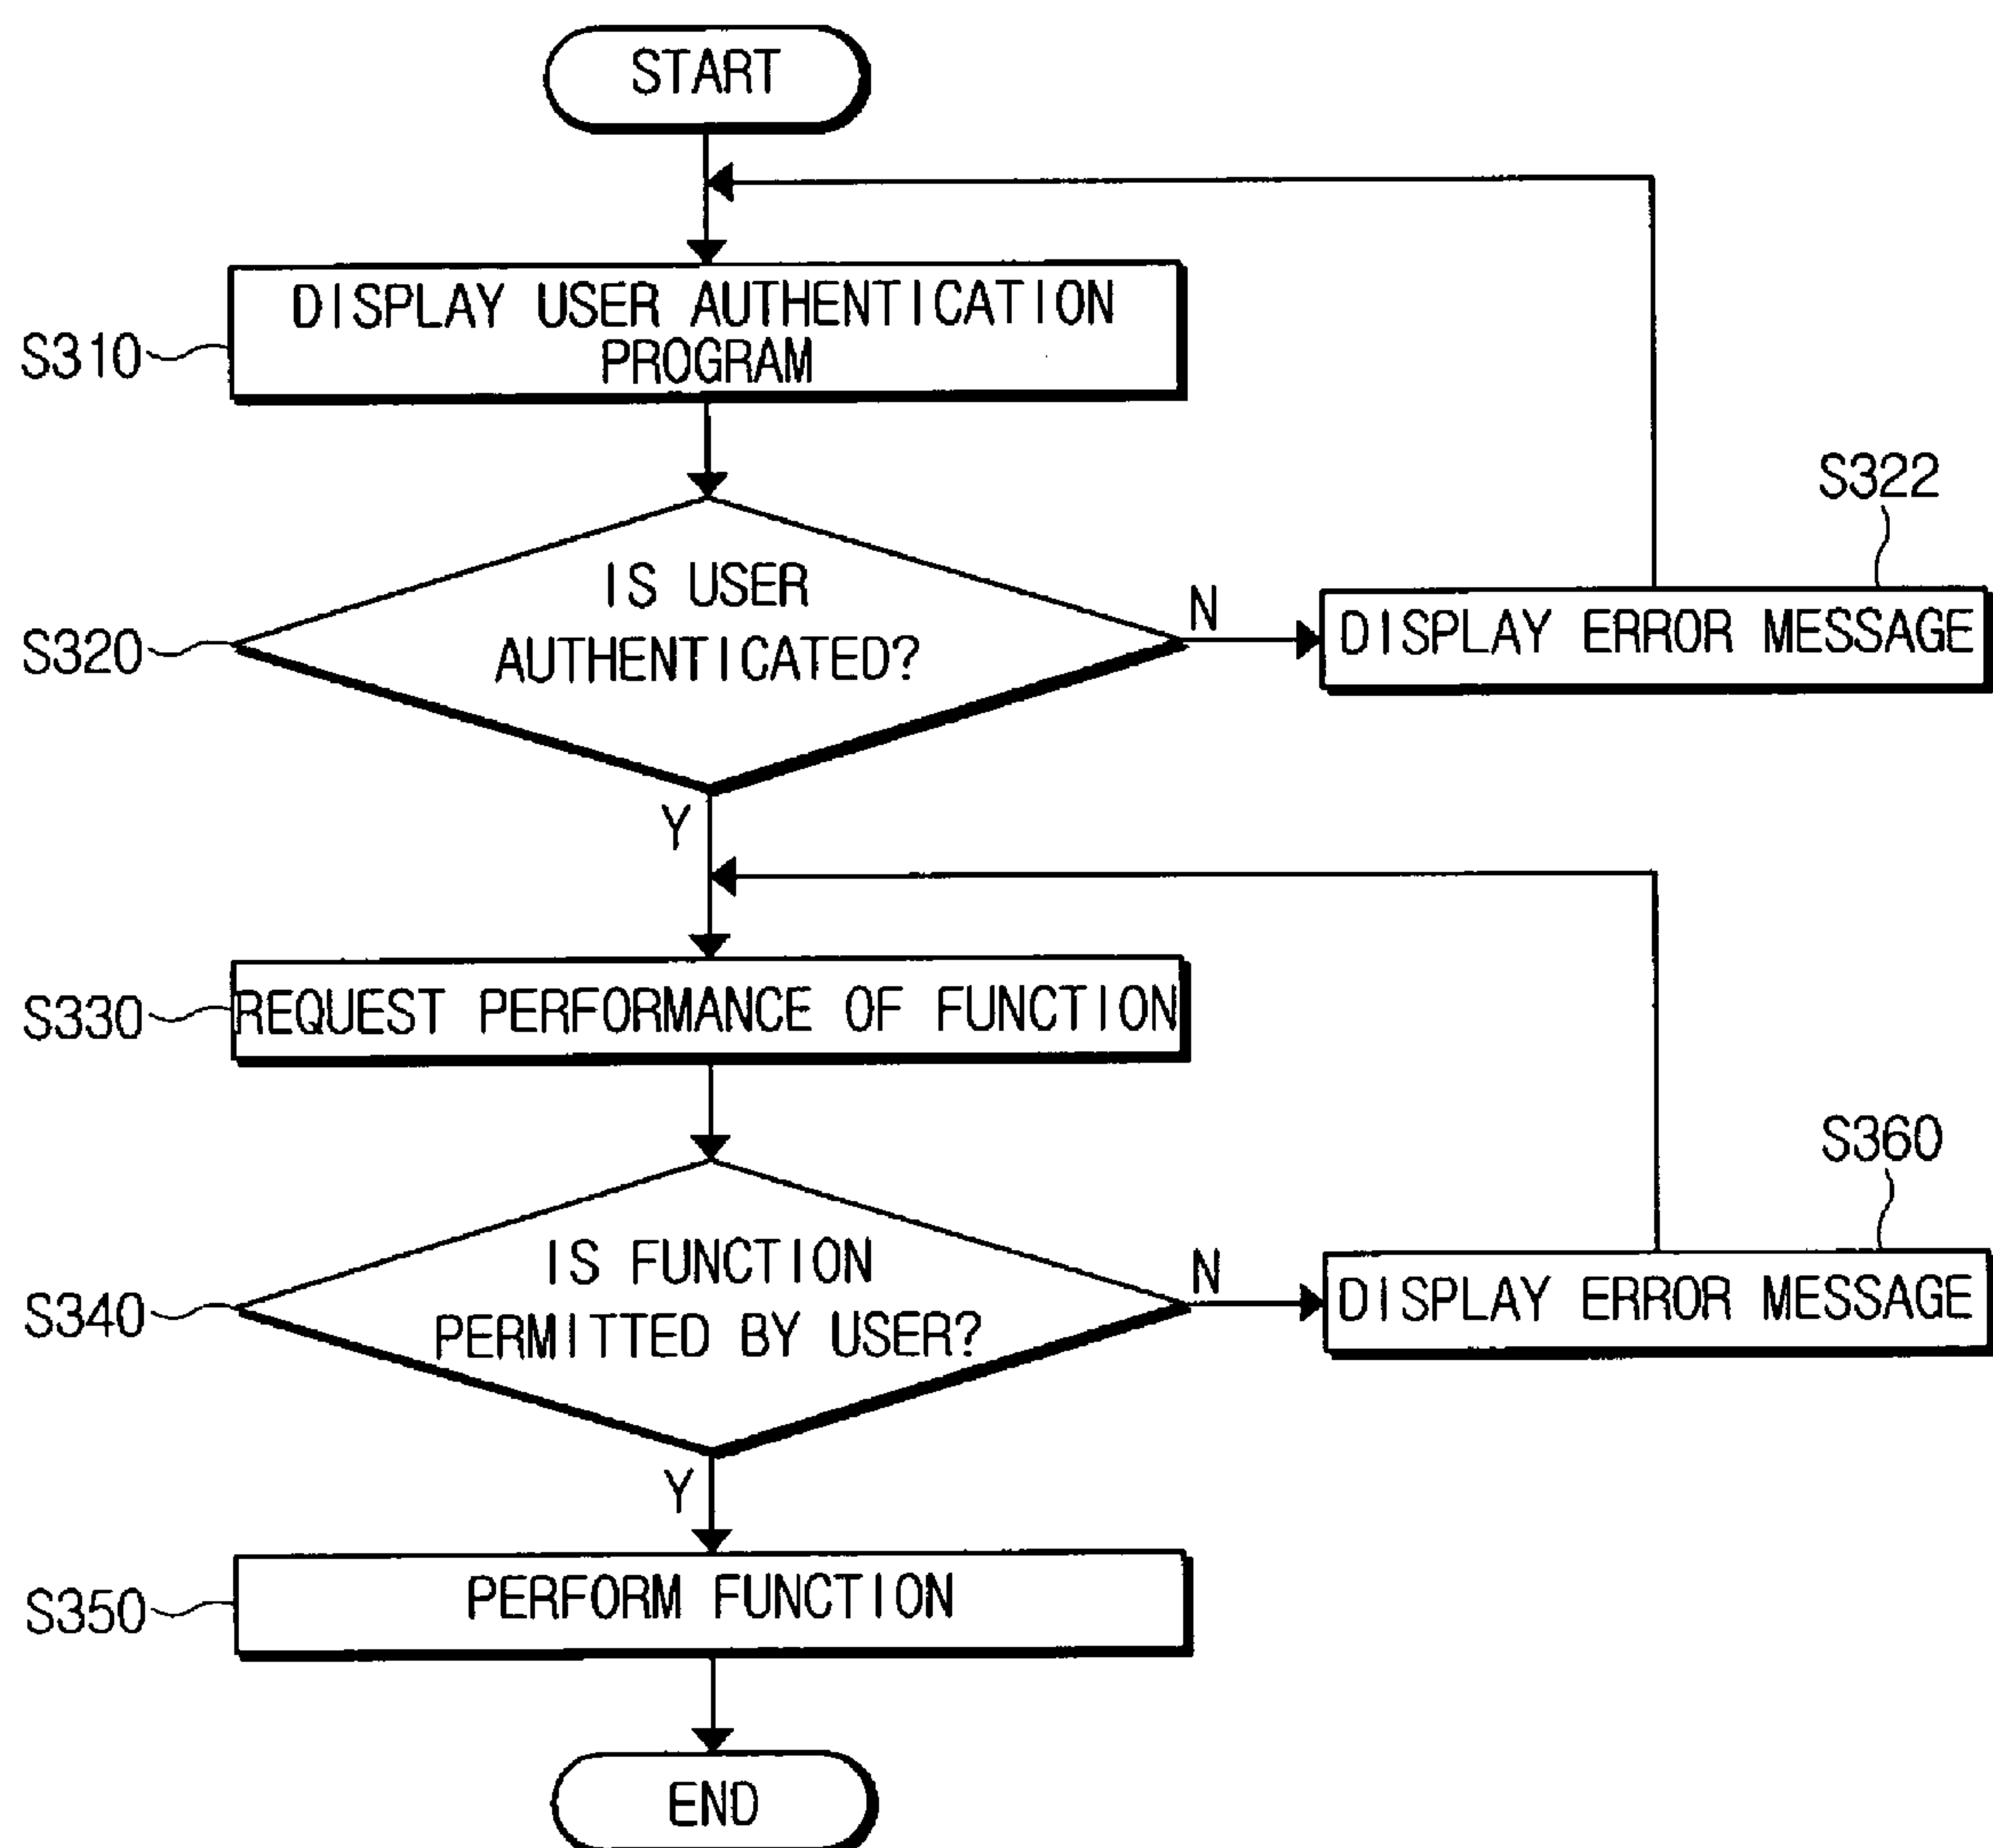 START
DISPLAY USER AUTHENTICATION
PROGRAM
S310
S322
IS USER
AUTHENTICATED?
S320
N
DISPLAY ERROR MESSAGE
Y
REQUEST PERFORMANCE OF FUNCTION
S330
S360
IS FUNCTION
PERMITTED BY USER?
S340
N
DISPLAY ERROR MESSAGE
Y
PERFORM FUNCTION
S350
END